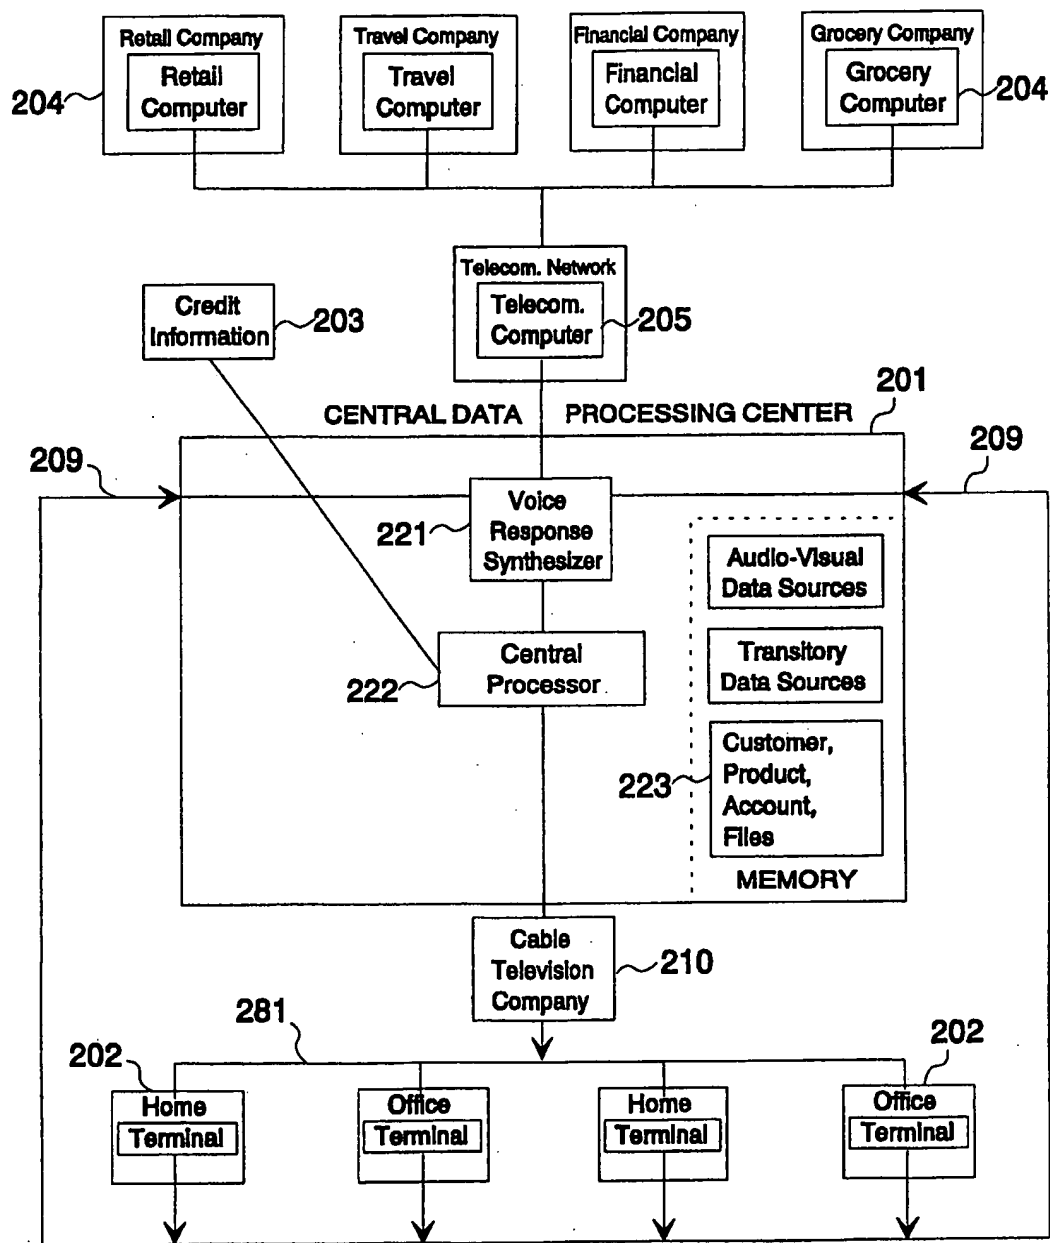 Retail Company
Travel Company
Financial Company
Grocery Company
Retail
Computer
Travel
Computer
Financial
Computer
Grocery
Computer
204
204
Telecom. Network
Telecom.
Computer
205
Credit
Information
203
201
CENTRAL DATA PROCESSING CENTER
209
209
Voice
Response
Synthesizer
221
Audio-Visual
Data Sources
Central
Processor
222
Transitory
Data Sources
Customer,
Product,
Account,
Files
223
MEMORY
Cable
Television
Company
210
281
202
202
Home
Terminal
Office
Terminal
Home
Terminal
Office
Terminal